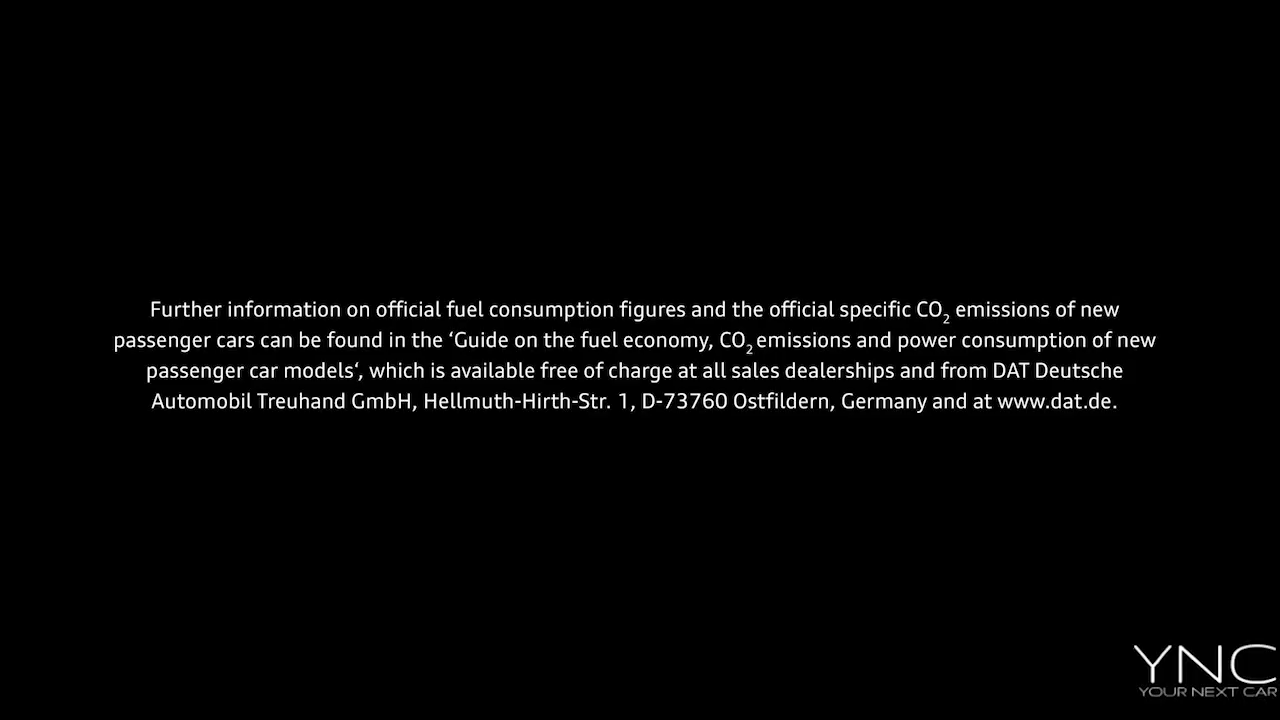 Further information on official fuel consumption figures and the official specific CO₂ emissions of new
passenger cars can be found in the ‘Guide on the fuel economy, CO₂ emissions and power consumption of new
passenger car models‘, which is available free of charge at all sales dealerships and from DAT Deutsche
Automobil Treuhand GmbH, Hellmuth-Hirth-Str. 1, D-73760 Ostfildern, Germany and at www.dat.de.
YNC
YOUR NEXT CAR